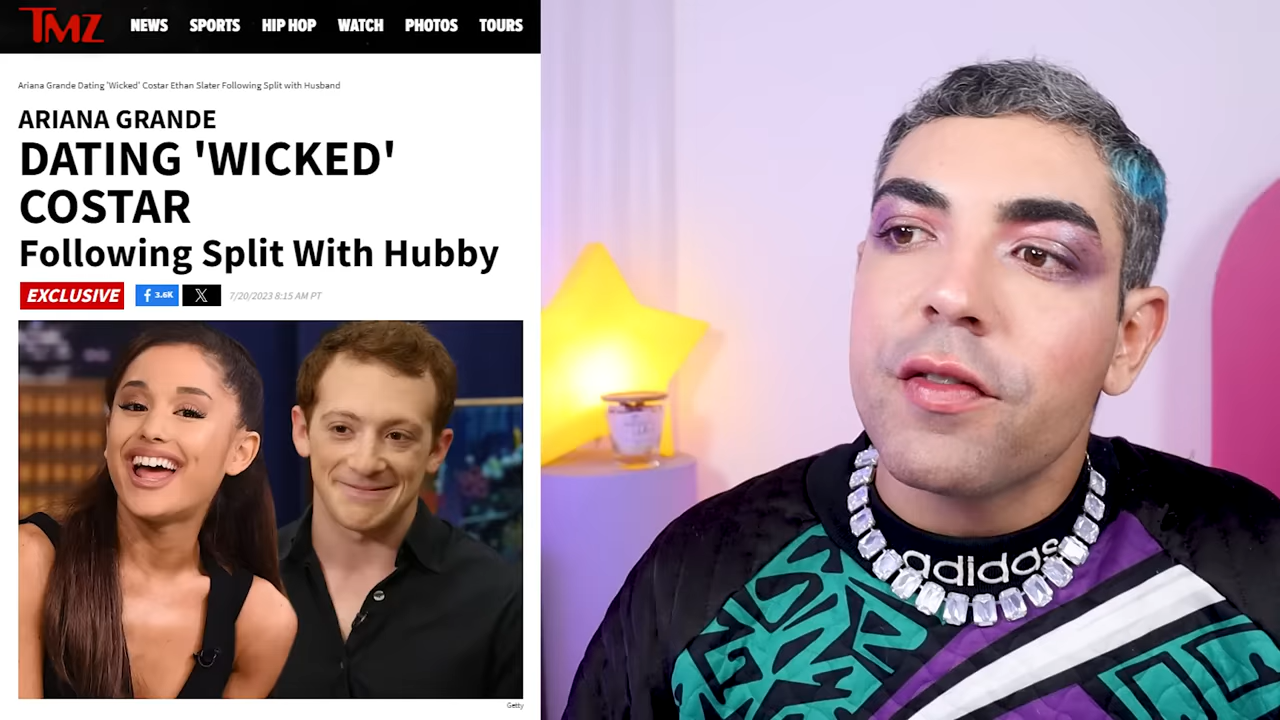 TMZ NEWS SPORTS HIP HOP WATCH PHOTOS TOURS
Ariana Grande Dating 'Wicked' Costar Ethan Slater Following Split with Husband
ARIANA GRANDE
DATING 'WICKED'
COSTAR
Following Split With Hubby
EXCLUSIVE f 3.6K X 7/20/2023 8:15 AM PT
Getty
adidas